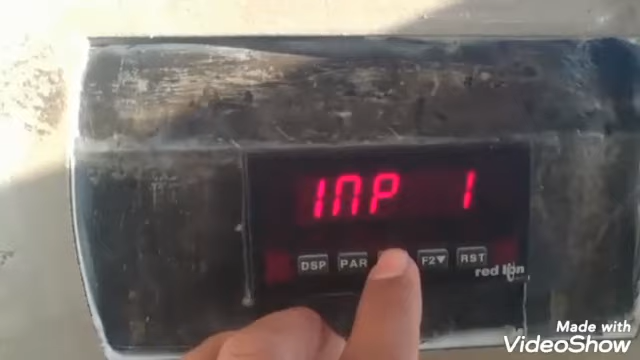 INP 1
DSP PAR F2▼ RST
red lion
Made with
VideoShow